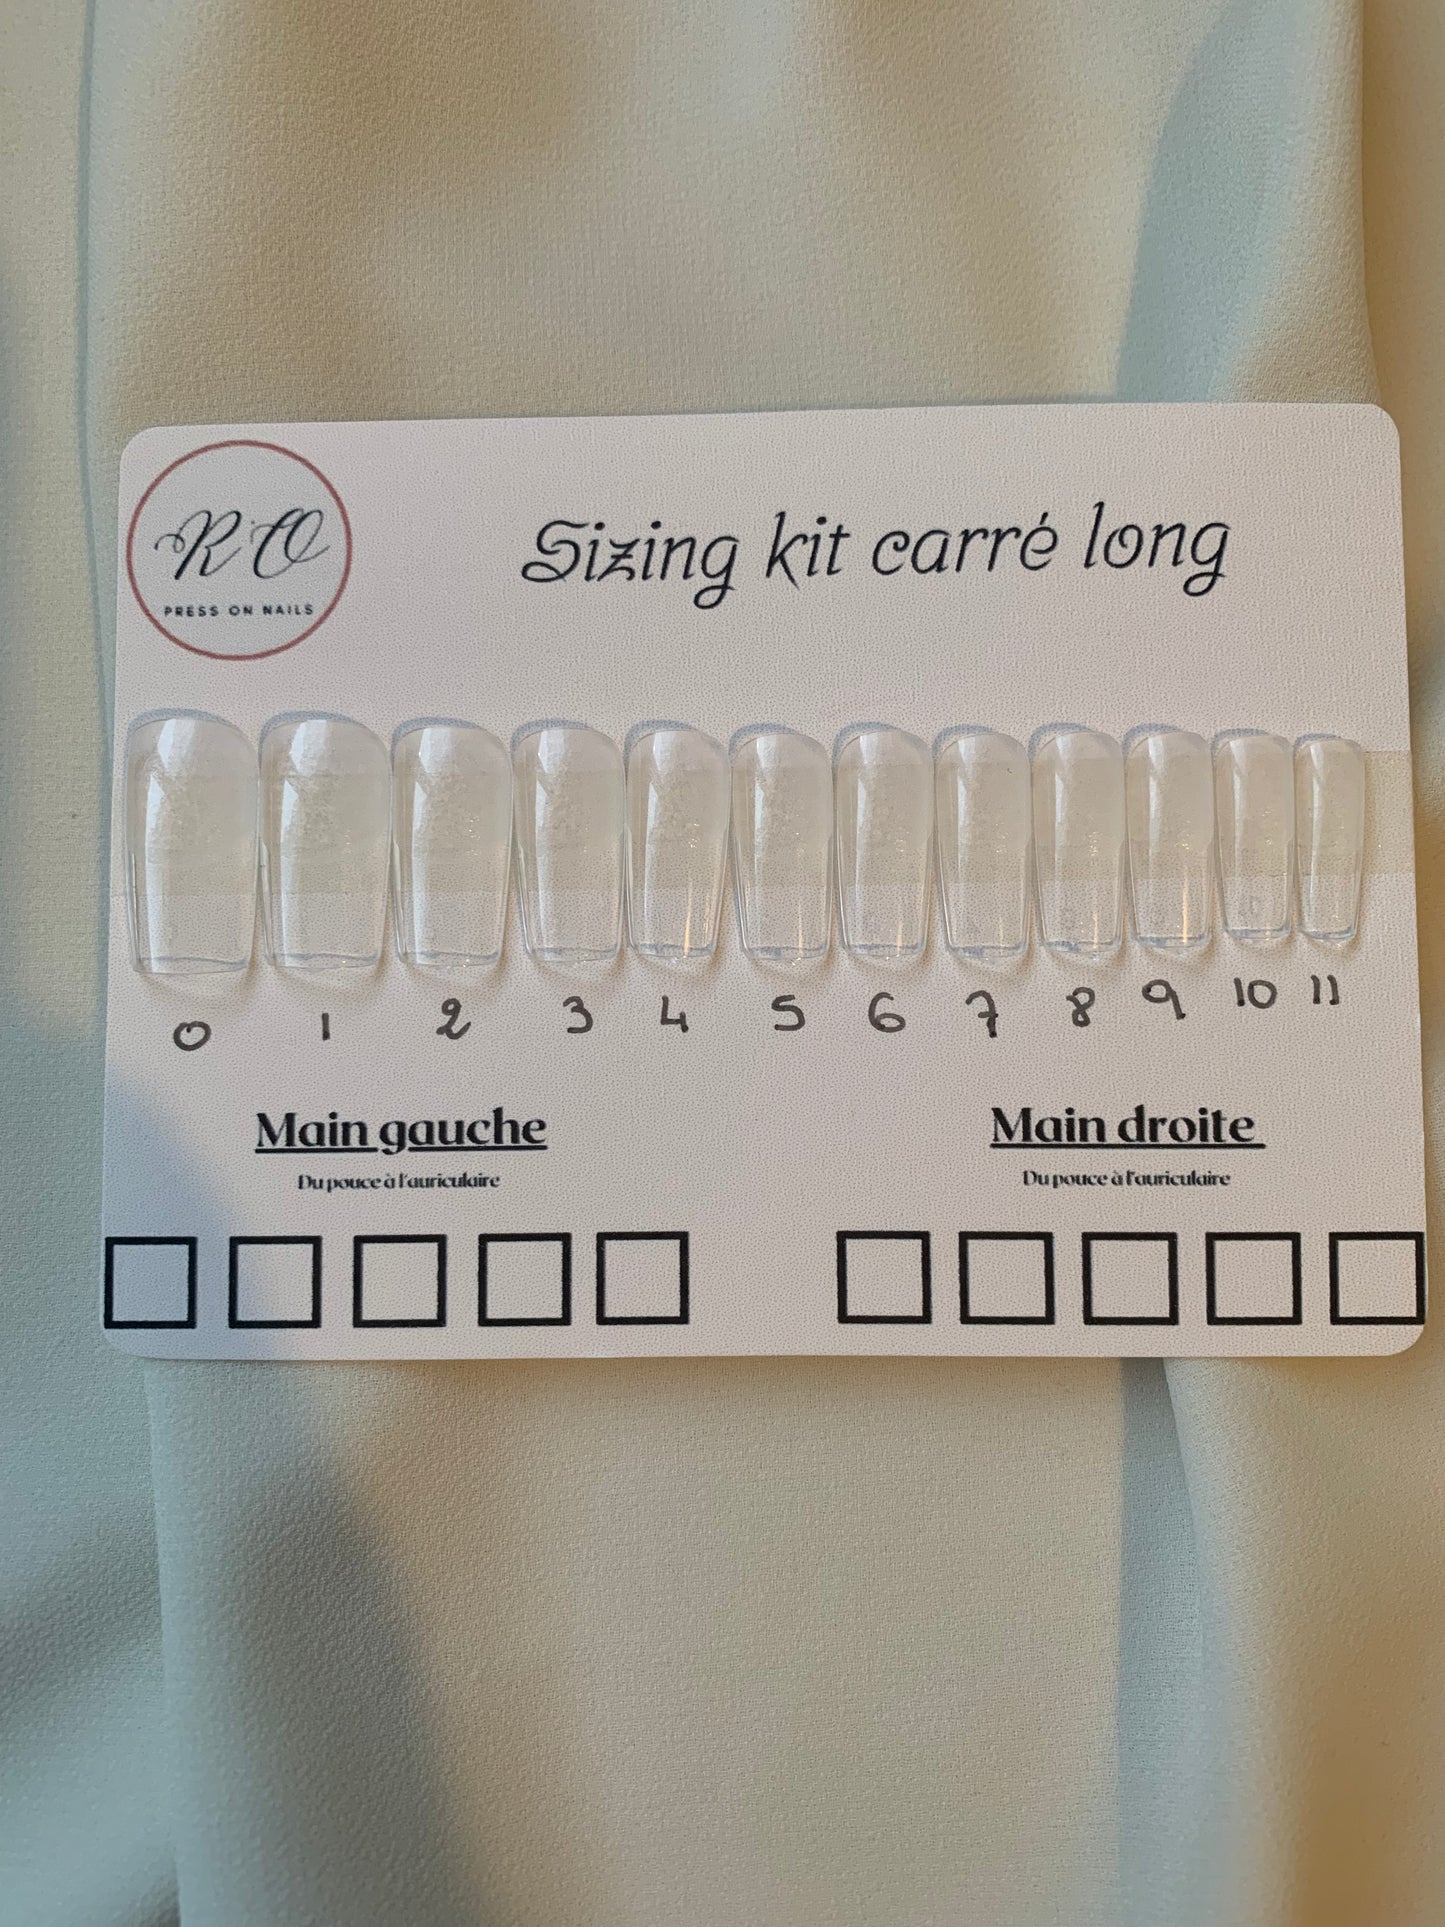 R.O
PRESS ON NAILS
Sizing kit carré long
0 1 2 3 4 5 6 7 8 9 10 11
Main gauche
Du pouce à l'auriculaire
Main droite
Du pouce à l'auriculaire